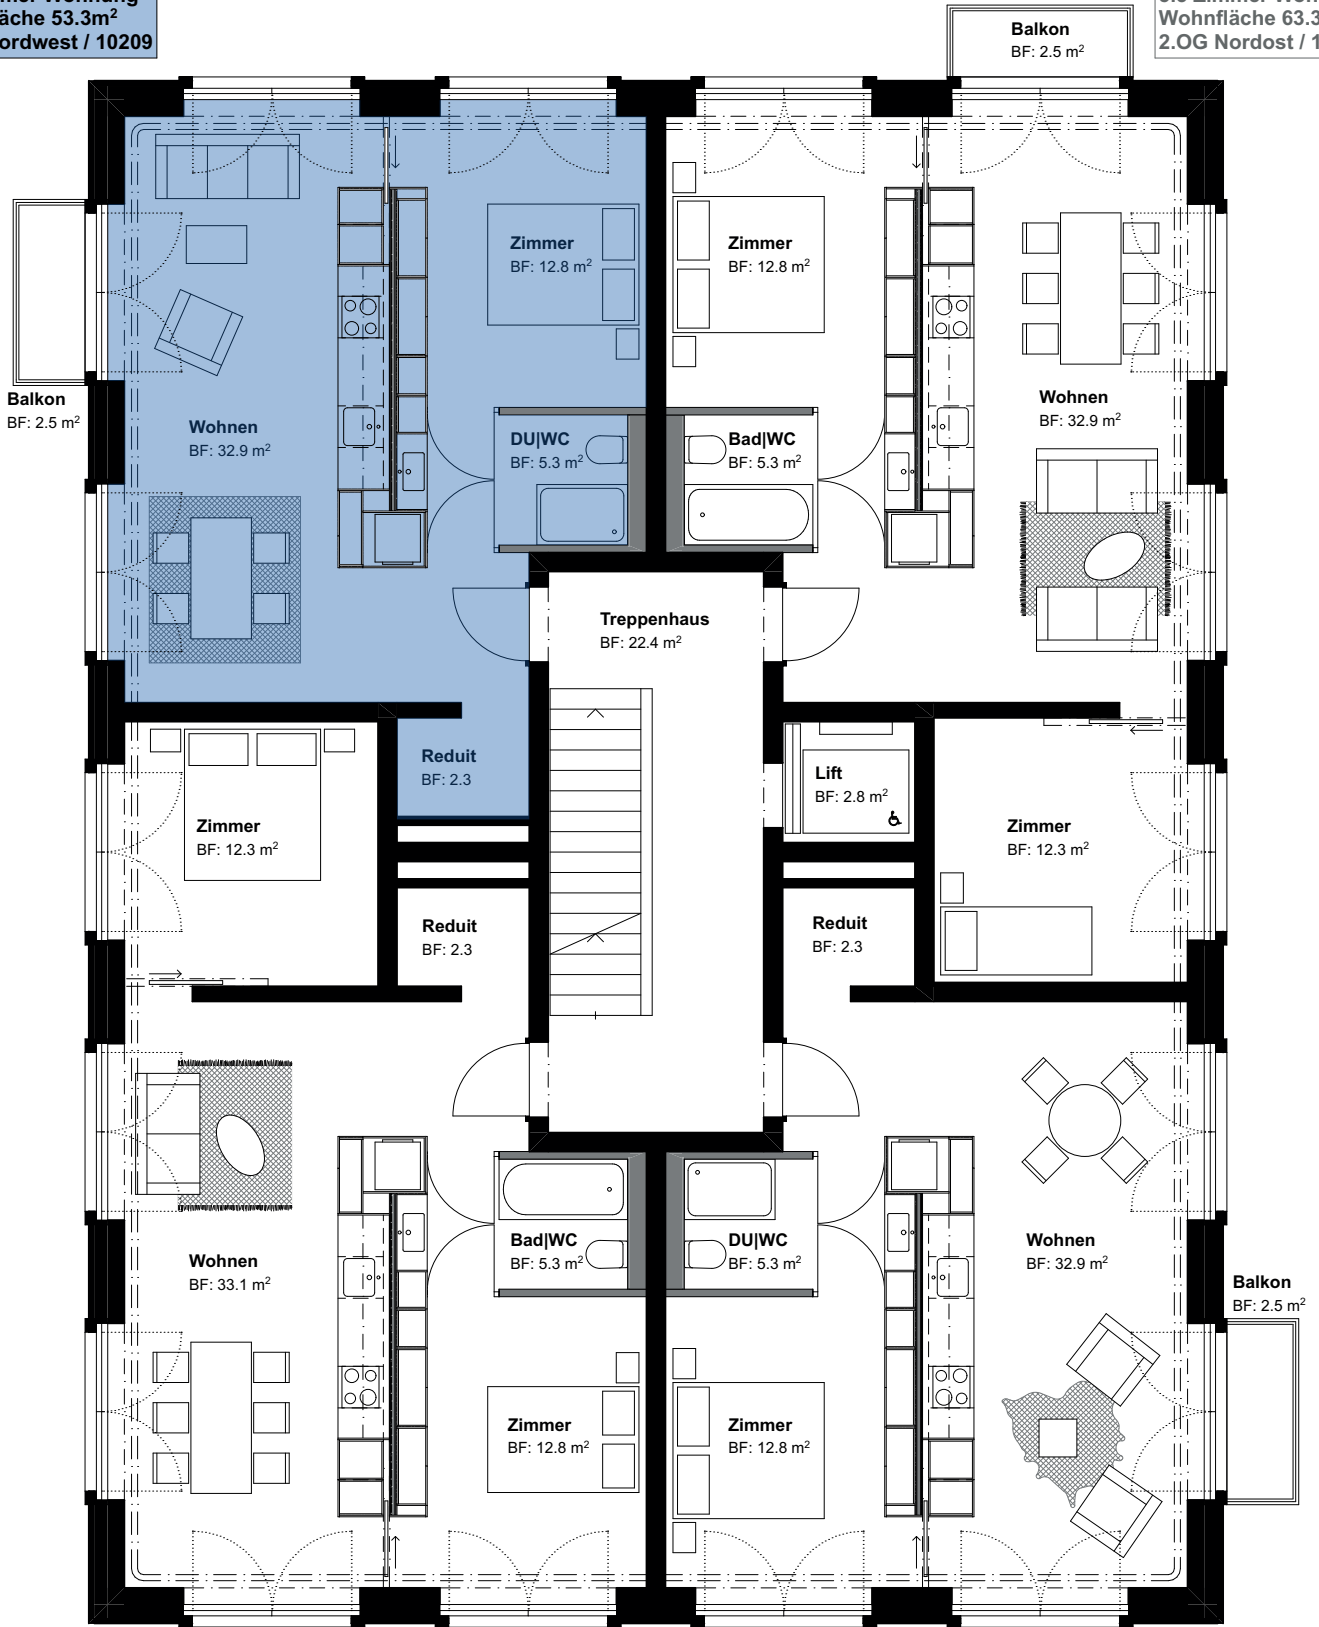 Wohnung
53.3m²
/ 10209
Zimmer
Wohnfläche
2.OG Nordost /
Balkon
BF: 2.5 m²
Zimmer
BF: 12.8 m²
Zimmer
BF: 12.8 m²
Balkon
BF: 2.5 m²
Wohnen
BF: 32.9 m²
DU|WC
BF: 5.3 m²
Bad|WC
BF: 5.3 m²
Wohnen
BF: 32.9 m²
Treppenhaus
BF: 22.4 m²
Reduit
BF: 2.3
Lift
BF: 2.8 m²
Zimmer
BF: 12.3 m²
Zimmer
BF: 12.3 m²
Reduit
BF: 2.3
Reduit
BF: 2.3
Wohnen
BF: 33.1 m²
Bad|WC
BF: 5.3 m²
DU|WC
BF: 5.3 m²
Wohnen
BF: 32.9 m²
Balkon
BF: 2.5 m²
Zimmer
BF: 12.8 m²
Zimmer
BF: 12.8 m²